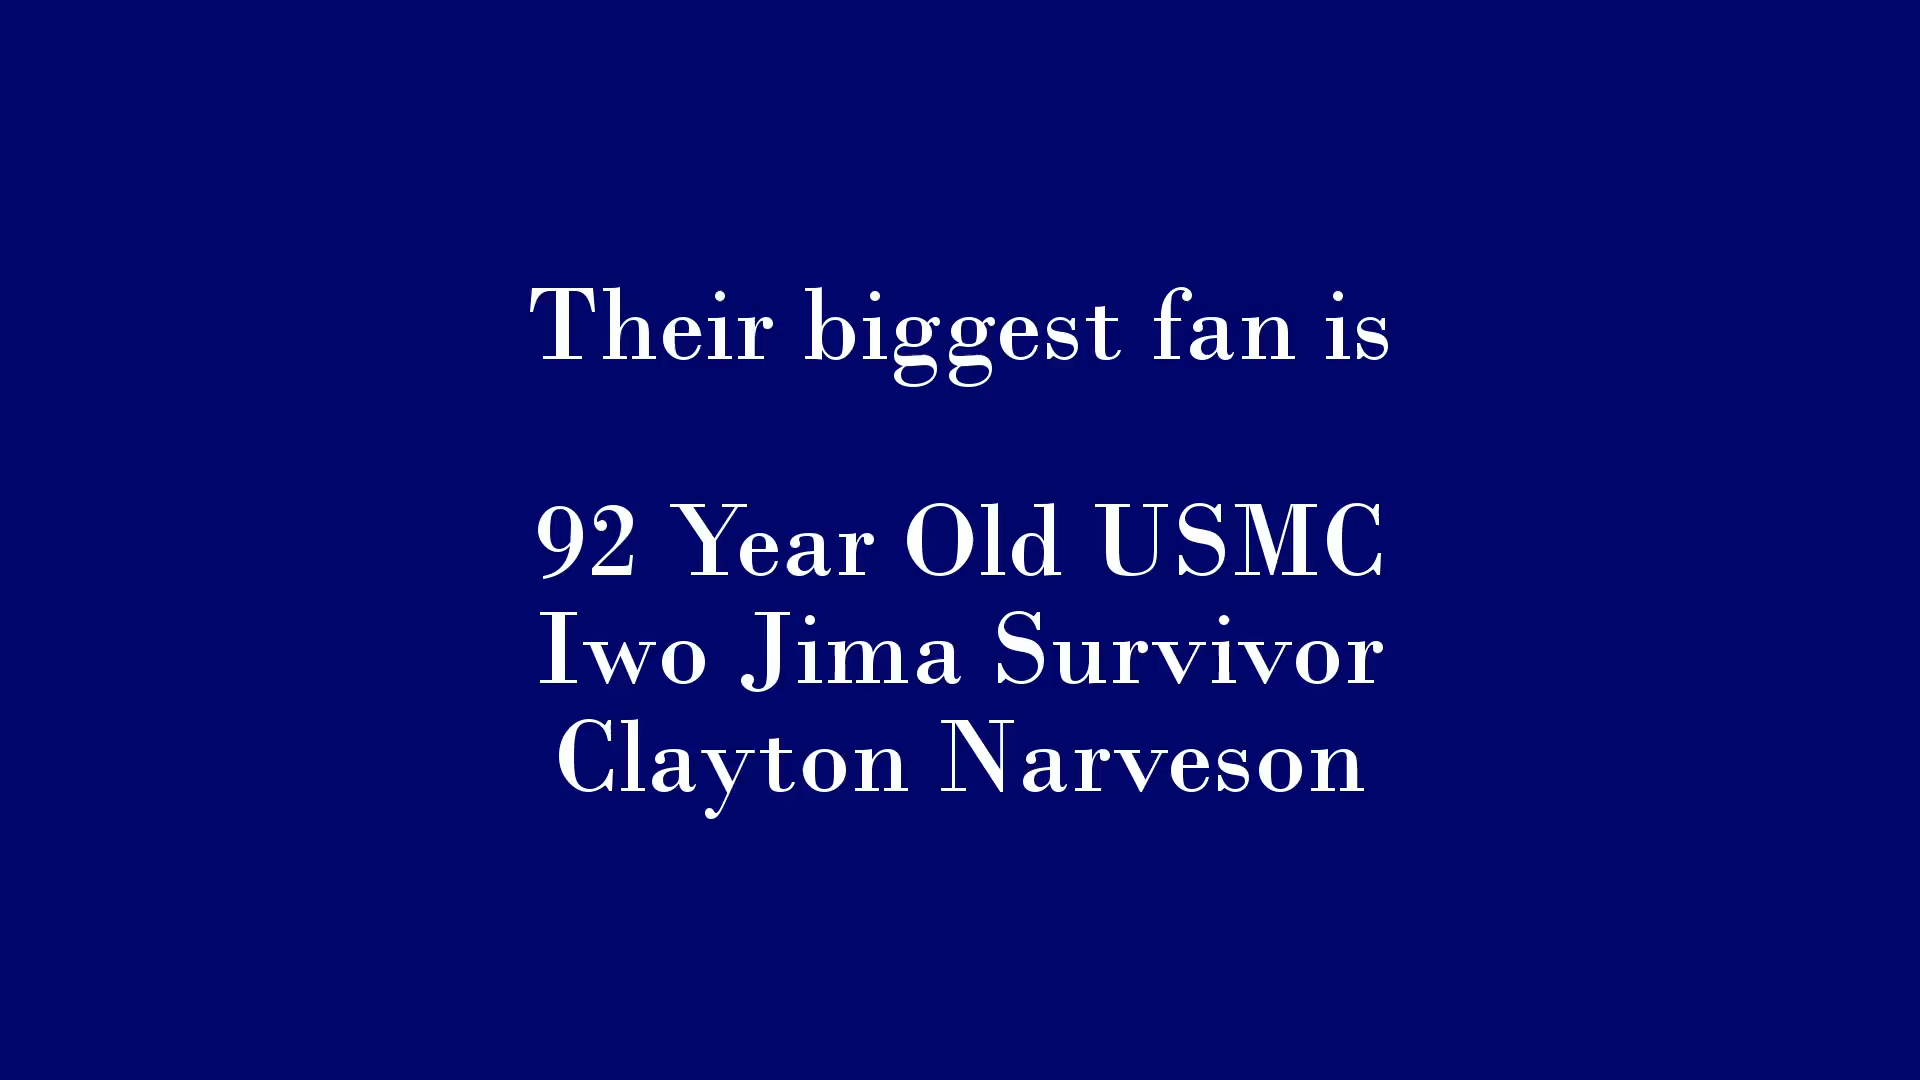 Their biggest fan is
92 Year Old USMC
Iwo Jima Survivor
Clayton Narveson